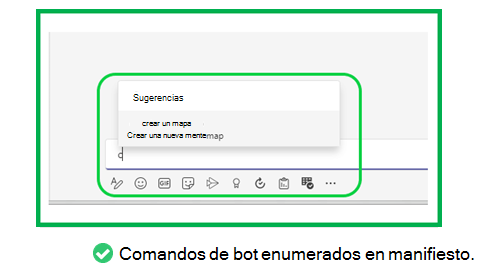 Sugerencias
crear un mapa
Crear una nueva mentemap
c
GIF
Comandos de bot enumerados en manifiesto.